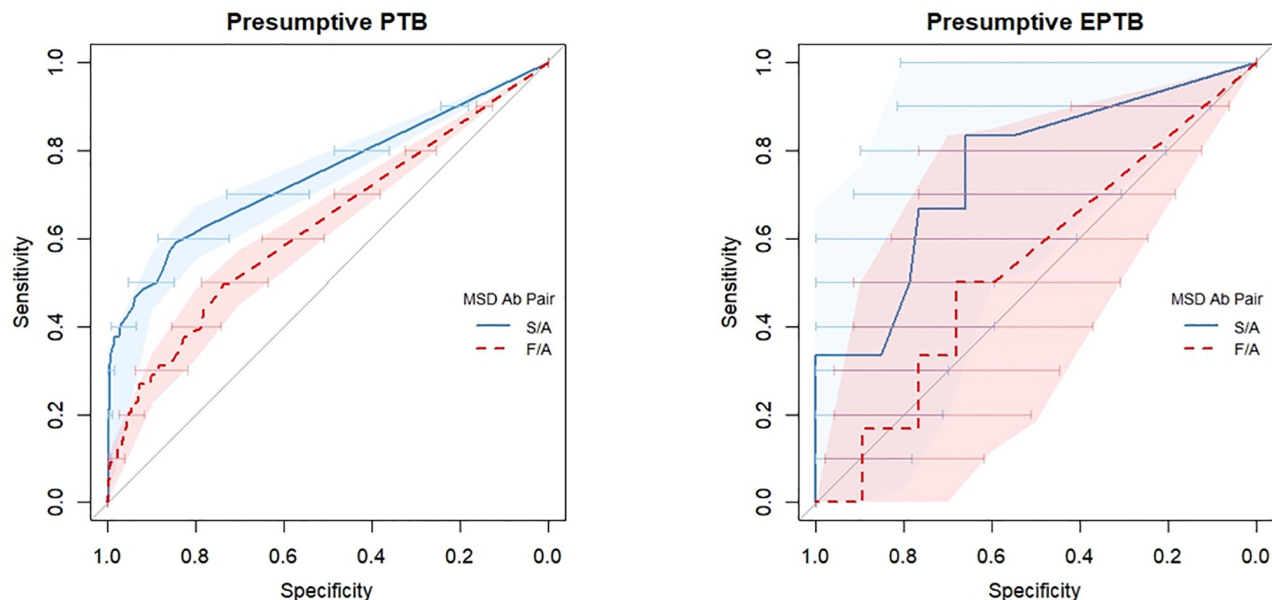 Presumptive PTB
Sensitivity
1.0
0.8
0.6
0.4
0.2
0.0
MSD Ab Pair
S/A
F/A
1.0 0.8 0.6 0.4 0.2 0.0
Specificity
Presumptive EPTB
Sensitivity
1.0
0.8
0.6
0.4
0.2
0.0
MSD Ab Pair
S/A
F/A
1.0 0.8 0.6 0.4 0.2 0.0
Specificity